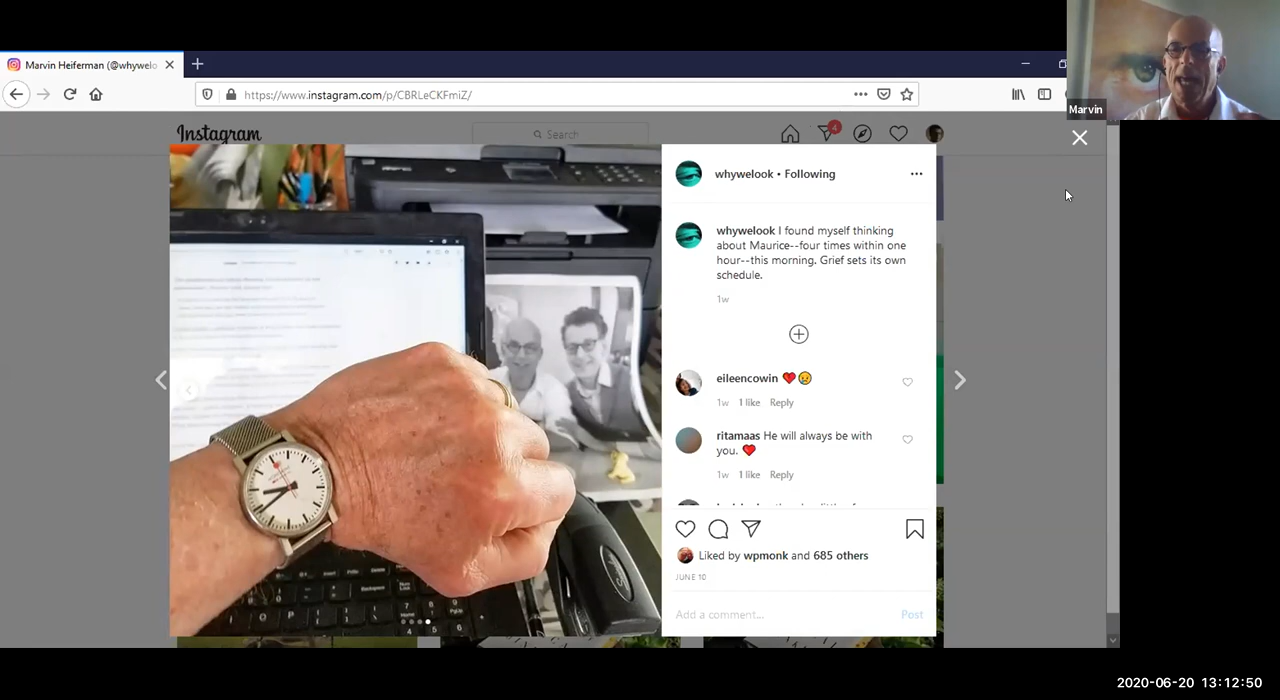 Marvin Heiferman (@whywelo
https://www.instagram.com/p/CBRLeCKFmiZ/
Marvin
Instagram
Search
4
whywelook • Following
whywelook I found myself thinking
about Maurice--four times within one
hour--this morning. Grief sets its own
schedule.
1w
eileencowin ❤️😢
1w 1 like Reply
ritamaas He will always be with
you. ❤️
1w 1 like Reply
Liked by wpmonk and 685 others
JUNE 10
Add a comment... Post
2020-06-20 13:12:50